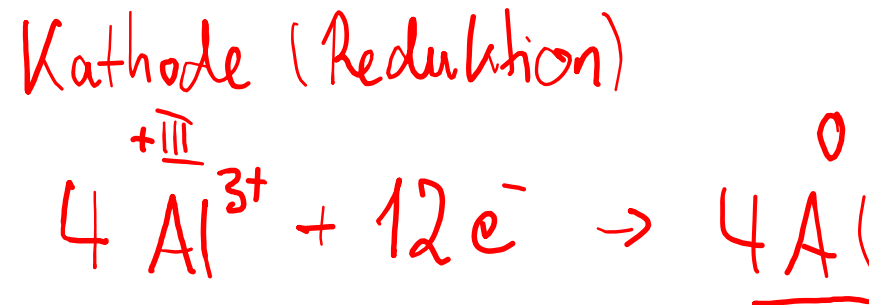 Kathode (Reduktion)
+III 0
4 Al³⁺ + 12 e⁻ → 4 Al